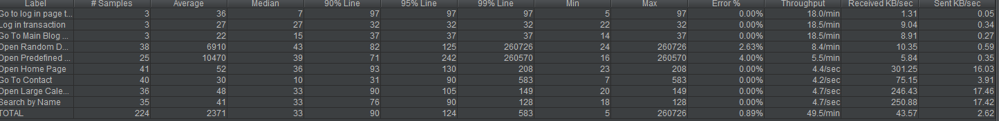 Label # Samples Average Median 90% Line 95% Line 99% Line Min Max Error % Throughput Received KB/sec Sent KB/sec
Go to log in page t... 3 36 7 97 97 97 5 97 0.00% 18.0/min 1.31 0.05
Log in transaction 3 27 27 32 32 32 22 32 0.00% 18.5/min 9.04 0.34
Go To Main Blog ... 3 22 15 37 37 37 14 37 0.00% 18.5/min 8.91 0.27
Open Random D... 38 6910 43 82 125 260726 24 260726 2.63% 8.4/min 10.35 0.59
Open Predefined ... 25 10470 39 71 242 260570 16 260570 4.00% 5.5/min 5.84 0.35
Open Home Page 41 52 36 93 130 208 23 208 0.00% 4.4/sec 301.25 16.03
Go To Contact 40 30 10 31 90 583 7 583 0.00% 4.2/sec 75.15 3.91
Open Large Cale... 36 48 33 90 105 149 20 149 0.00% 4.7/sec 246.43 17.46
Search by Name 35 41 33 76 90 128 18 128 0.00% 4.7/sec 250.88 17.42
TOTAL 224 2371 33 90 124 583 5 260726 0.89% 49.5/min 43.57 2.62